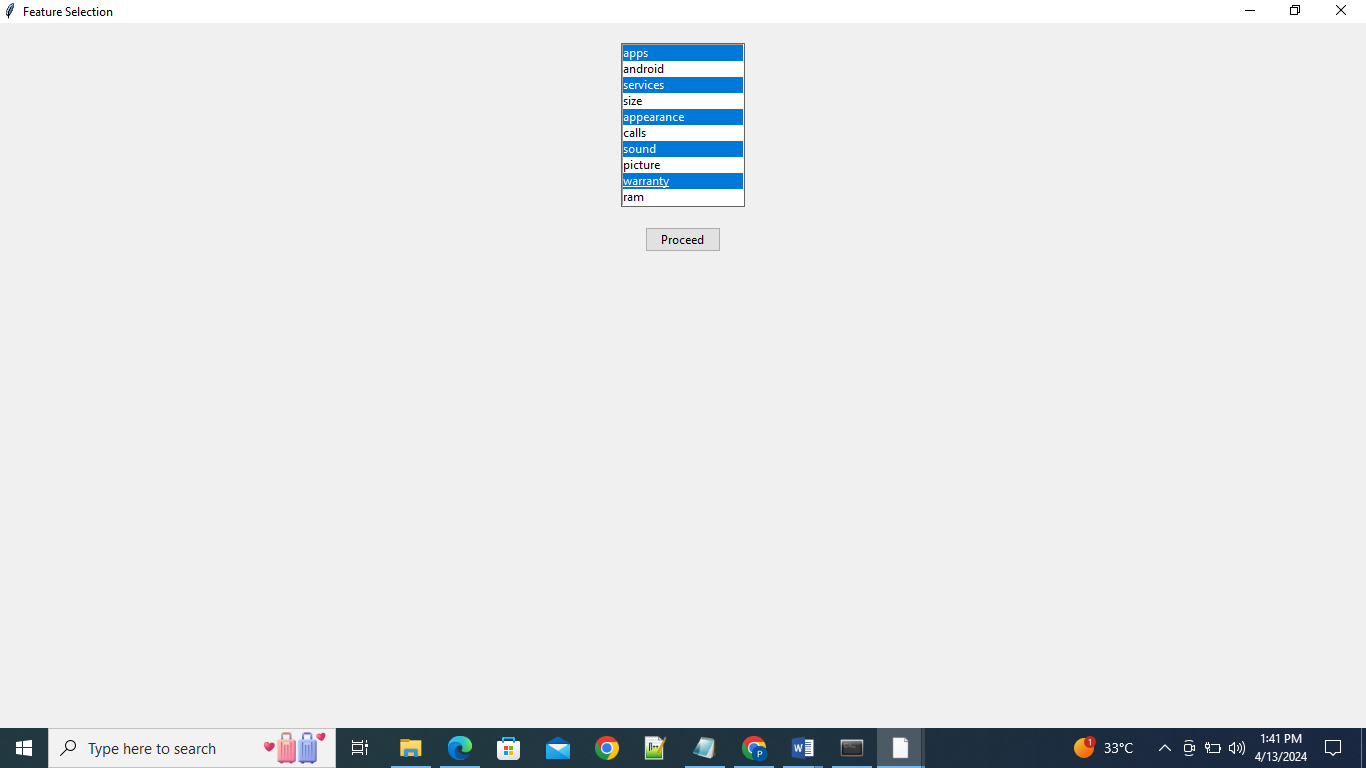 Feature Selection
apps
android
services
size
appearance
calls
sound
picture
warranty
ram
Proceed
Type here to search
P
W
1
33°C
1:41 PM
4/13/2024